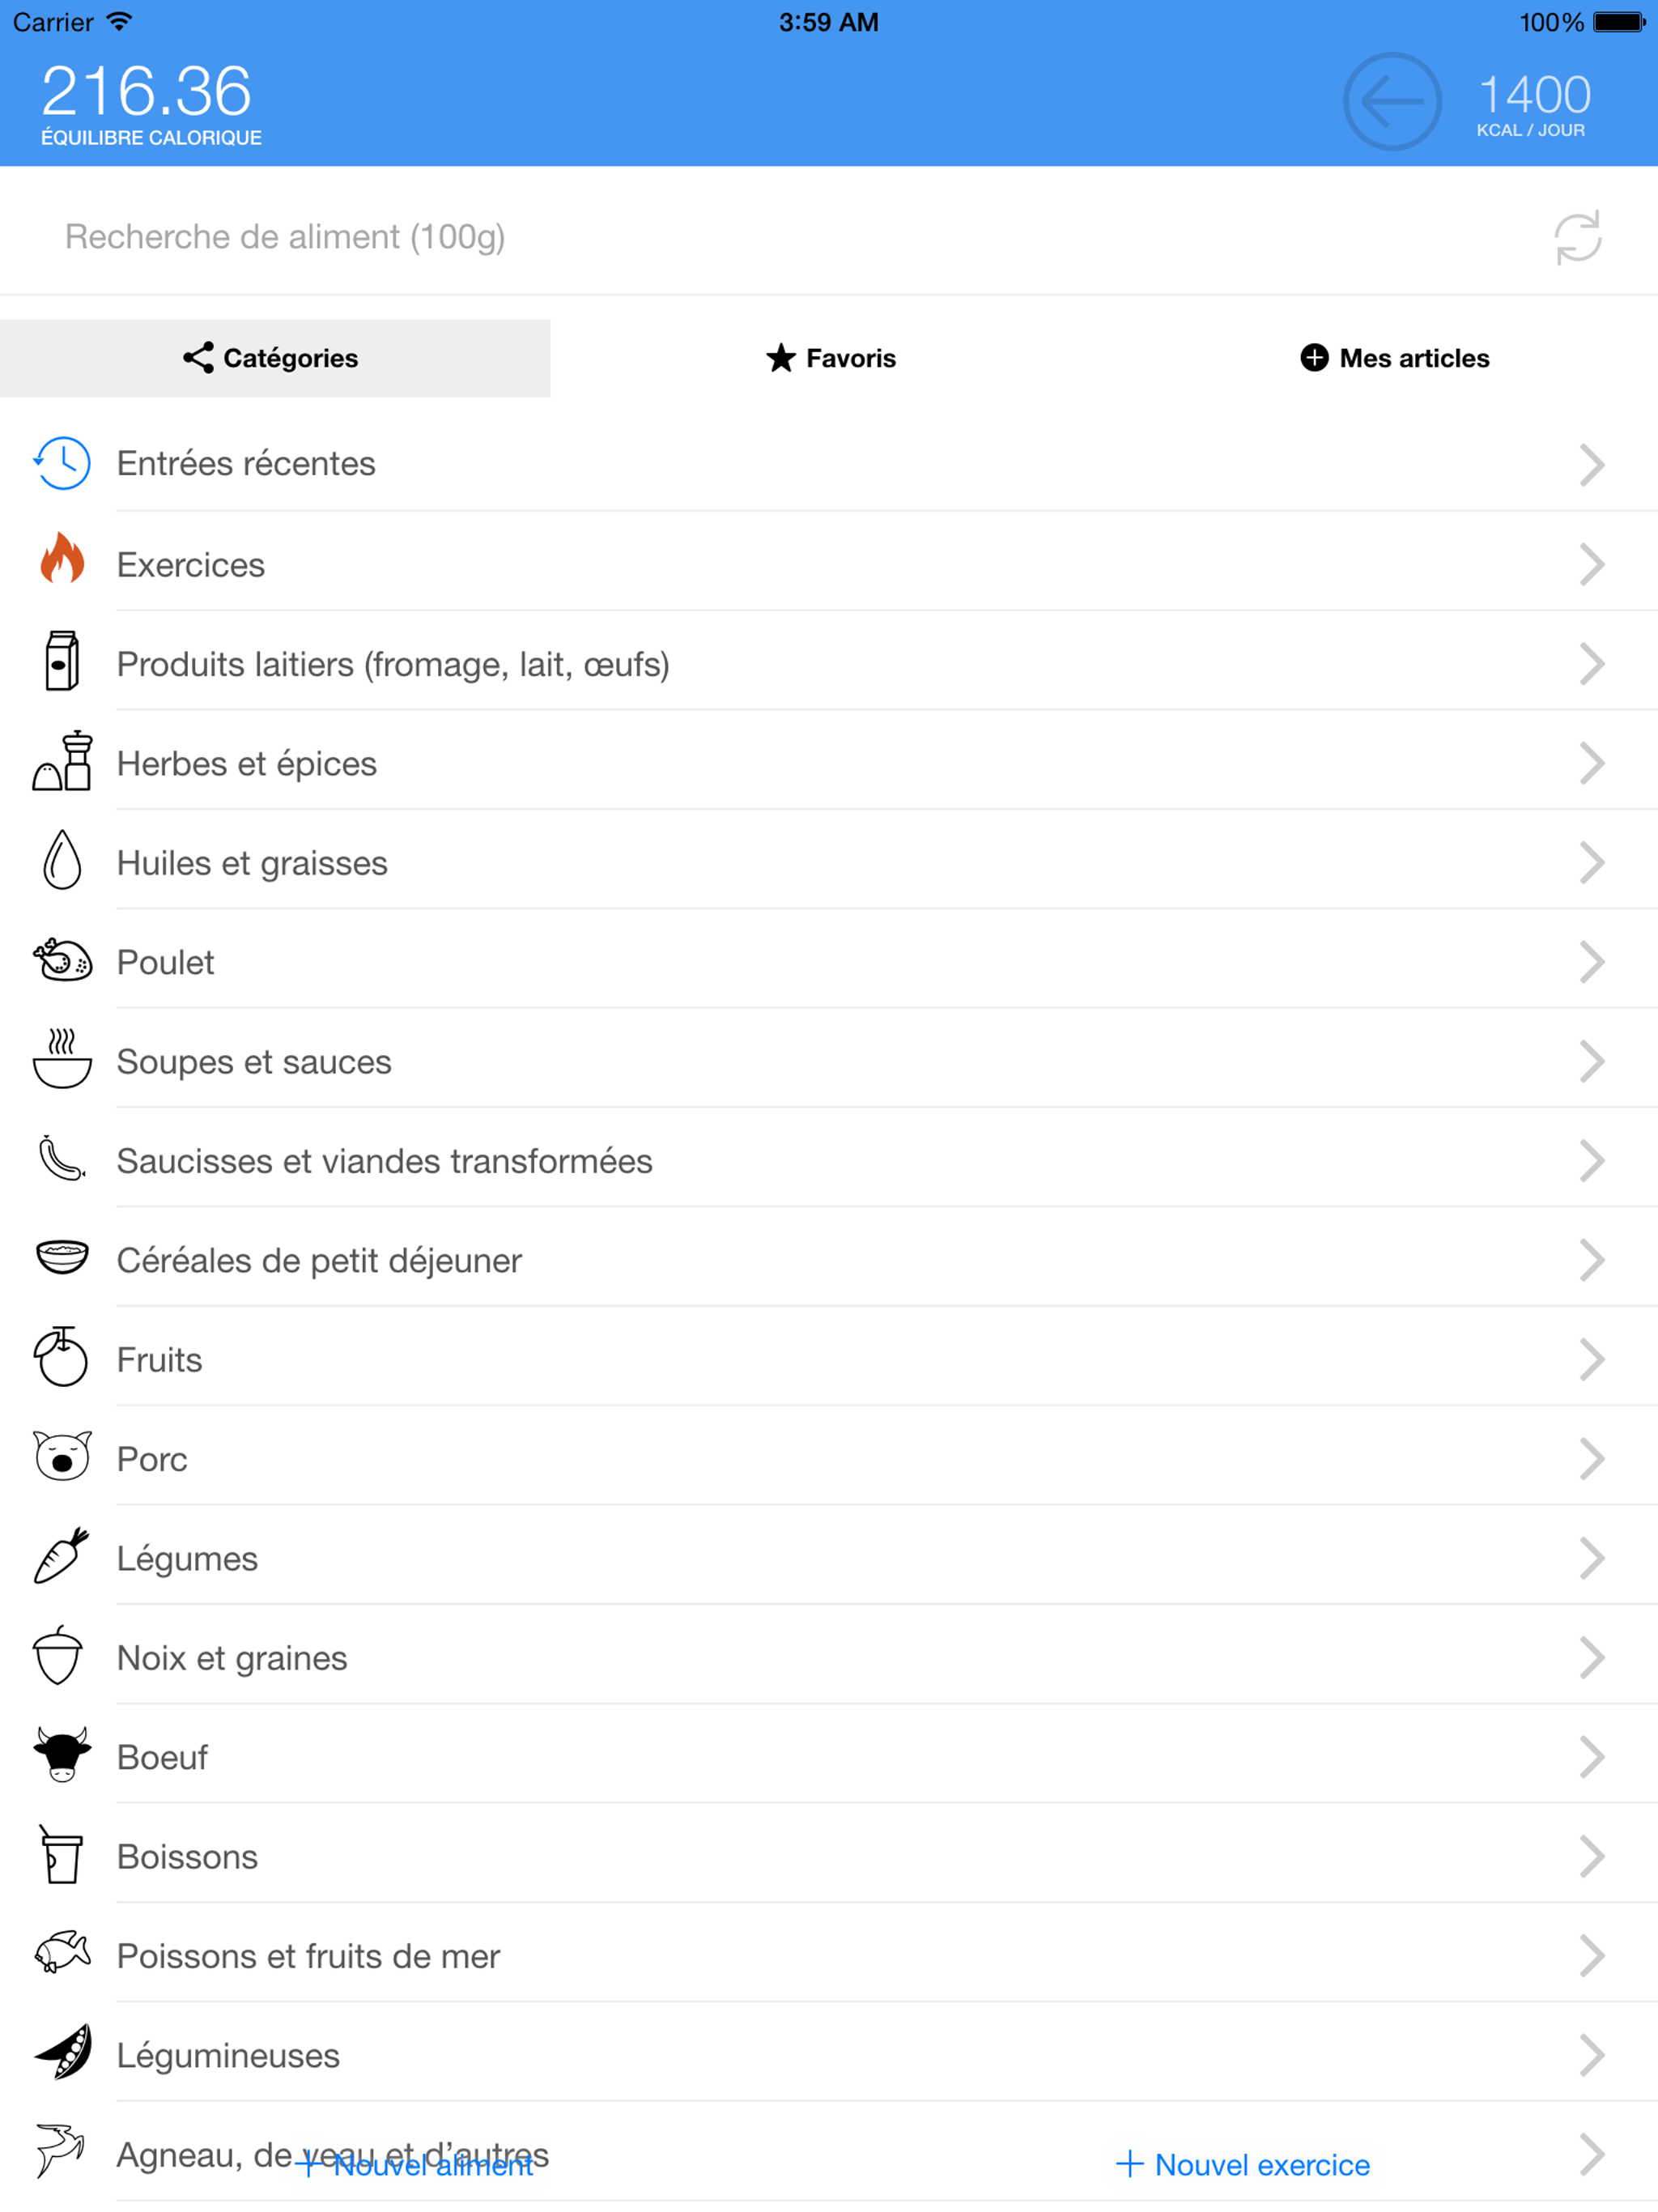 Carrier 3:59 AM 100%
216.36 1400
ÉQUILIBRE CALORIQUE KCAL / JOUR
Recherche de aliment (100g)
Catégories Favoris Mes articles
Entrées récentes
Exercices
Produits laitiers (fromage, lait, œufs)
Herbes et épices
Huiles et graisses
Poulet
Soupes et sauces
Saucisses et viandes transformées
Céréales de petit déjeuner
Fruits
Porc
Légumes
Noix et graines
Boeuf
Boissons
Poissons et fruits de mer
Légumineuses
Agneau, de veau et d’autres
+ Nouvel aliment + Nouvel exercice